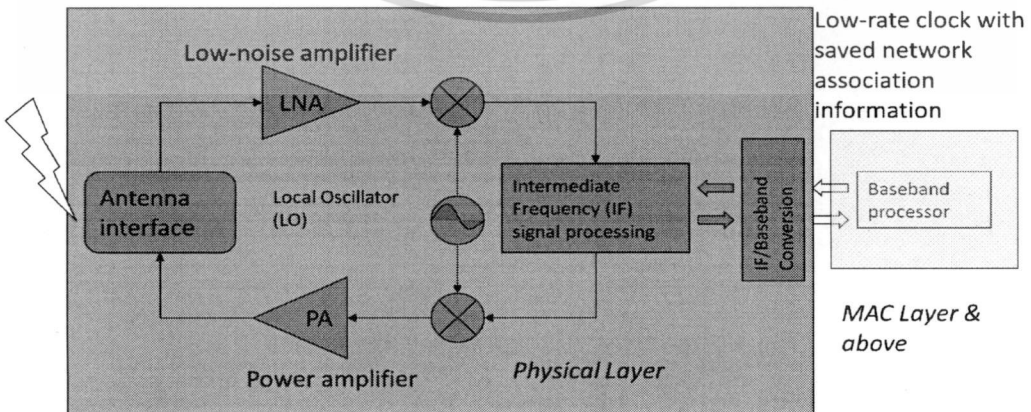 Low-rate clock with
saved network
association
information
Low-noise amplifier
LNA
Antenna
interface
Local Oscillator
(LO)
Intermediate
Frequency (IF)
signal processing
IF/Baseband
Conversion
Baseband
processor
PA
Power amplifier
Physical Layer
MAC Layer &
above